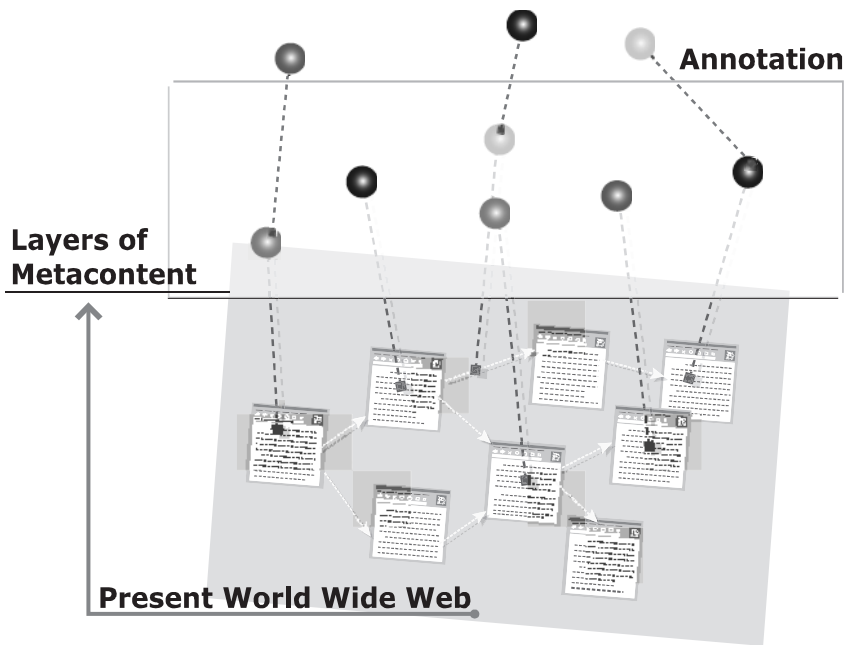 Annotation
Layers of
Metacontent
Present World Wide Web